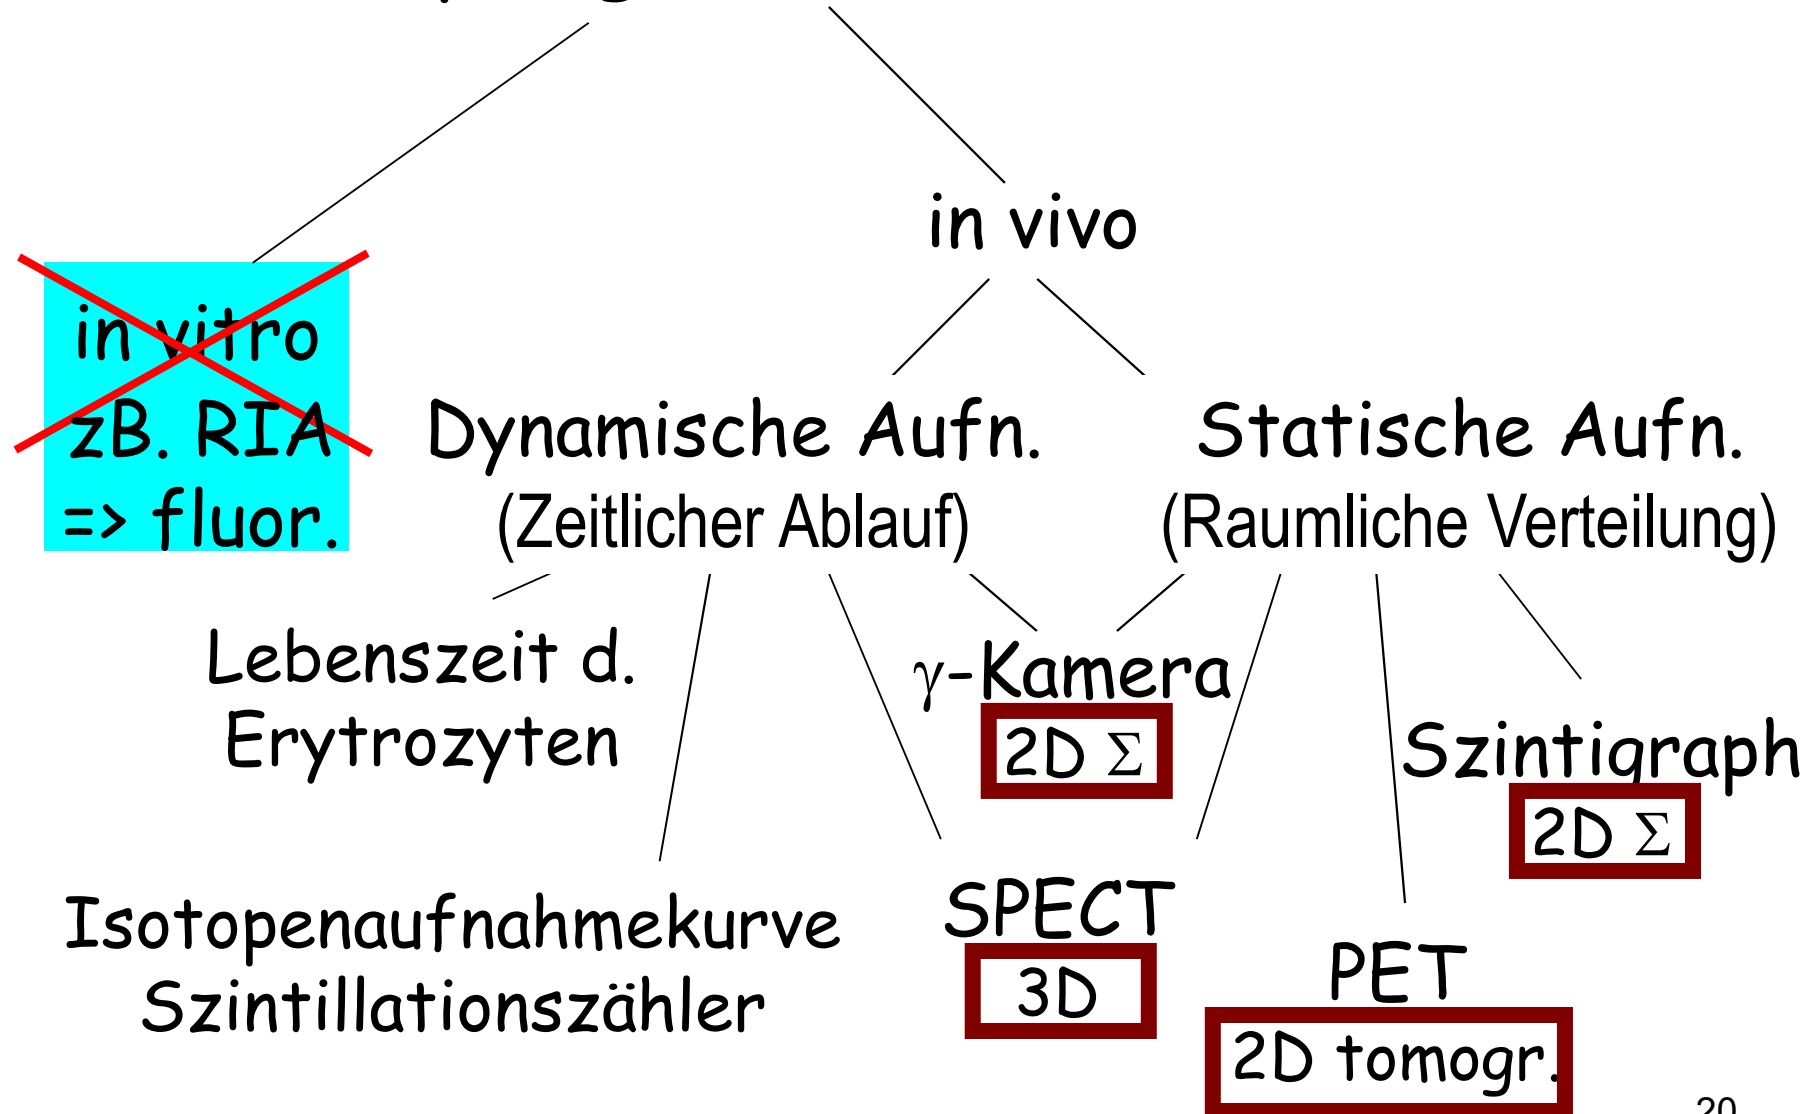 in vivo
in vitro
zB. RIA
=> fluor.
Dynamische Aufn.
(Zeitlicher Ablauf)
Statische Aufn.
(Raumliche Verteilung)
Lebenszeit d.
Erytrozyten
γ-Kamera
2D Σ
Szintigraph
2D Σ
Isotopenaufnahmekurve
Szintillationszähler
SPECT
3D
PET
2D tomogr.
20